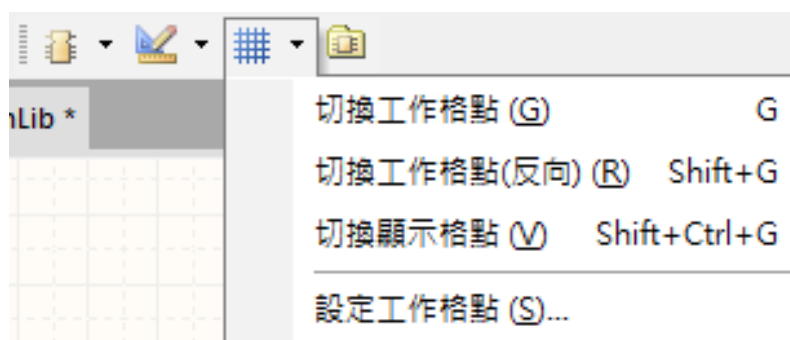 nLib *
切換工作格點 (G) G
切換工作格點(反向) (R) Shift+G
切換顯示格點 (V) Shift+Ctrl+G
設定工作格點 (S)...